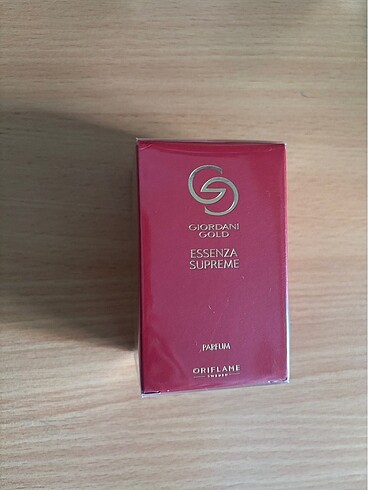 GIORDANI
GOLD
ESSENZA
SUPREME
PARFUM
ORIFLAME
SWEDEN